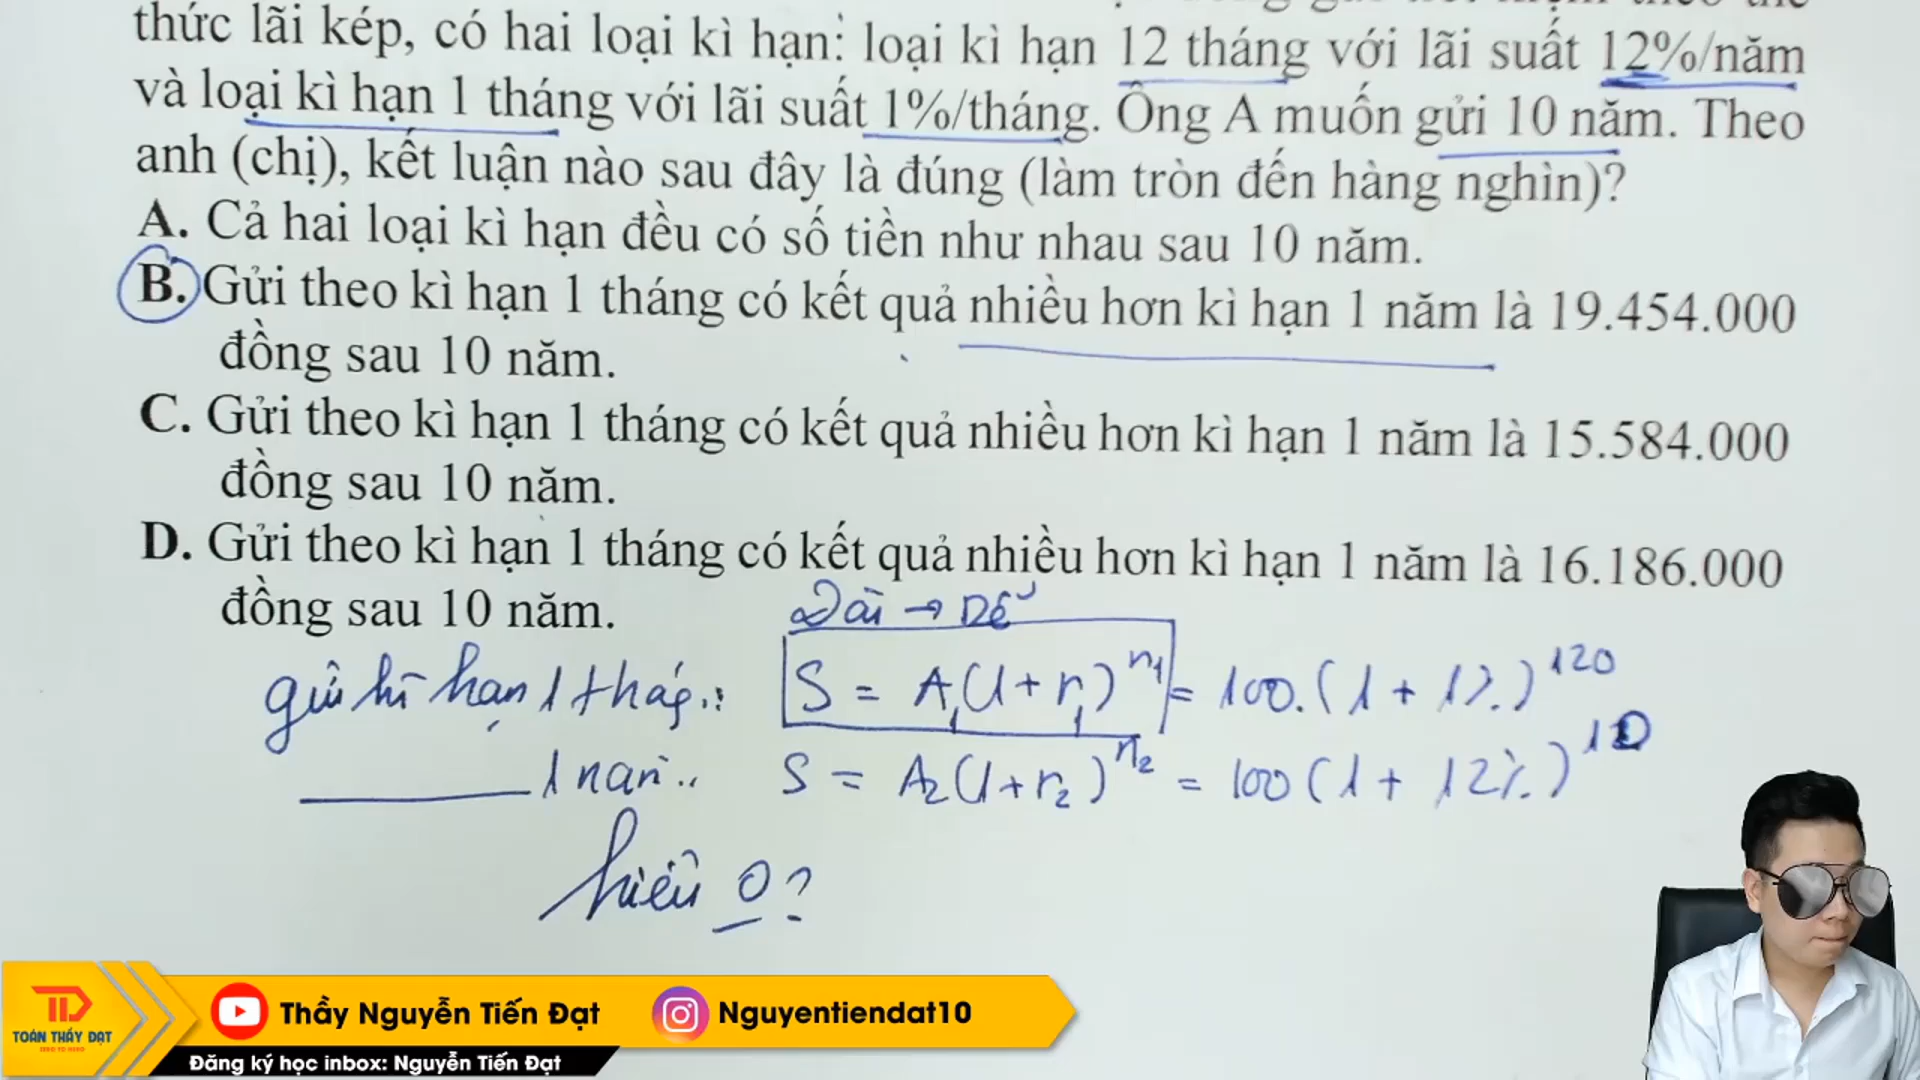 thức lãi kép, có hai loại kì hạn: loại kì hạn 12 tháng với lãi suất 12%/năm
và loại kì hạn 1 tháng với lãi suất 1%/tháng. Ông A muốn gửi 10 năm. Theo
anh (chị), kết luận nào sau đây là đúng (làm tròn đến hàng nghìn)?
A. Cả hai loại kì hạn đều có số tiền như nhau sau 10 năm.
B. Gửi theo kì hạn 1 tháng có kết quả nhiều hơn kì hạn 1 năm là 19.454.000
đồng sau 10 năm.
C. Gửi theo kì hạn 1 tháng có kết quả nhiều hơn kì hạn 1 năm là 15.584.000
đồng sau 10 năm.
D. Gửi theo kì hạn 1 tháng có kết quả nhiều hơn kì hạn 1 năm là 16.186.000
đồng sau 10 năm.
Dài → Dễ
gửi kì hạn 1 thág: S = A₁(1+r₁)^n₁ = 100.(1 + 1%)^120
1 năm: S = A₂(1+r₂)^n₂ = 100(1 + 12%)^10
hiểu 0?
TD
TOÁN THẦY ĐẠT
ZERO TO HERO
Thầy Nguyễn Tiến Đạt
Nguyentiendat10
Đăng ký học inbox: Nguyễn Tiến Đạt